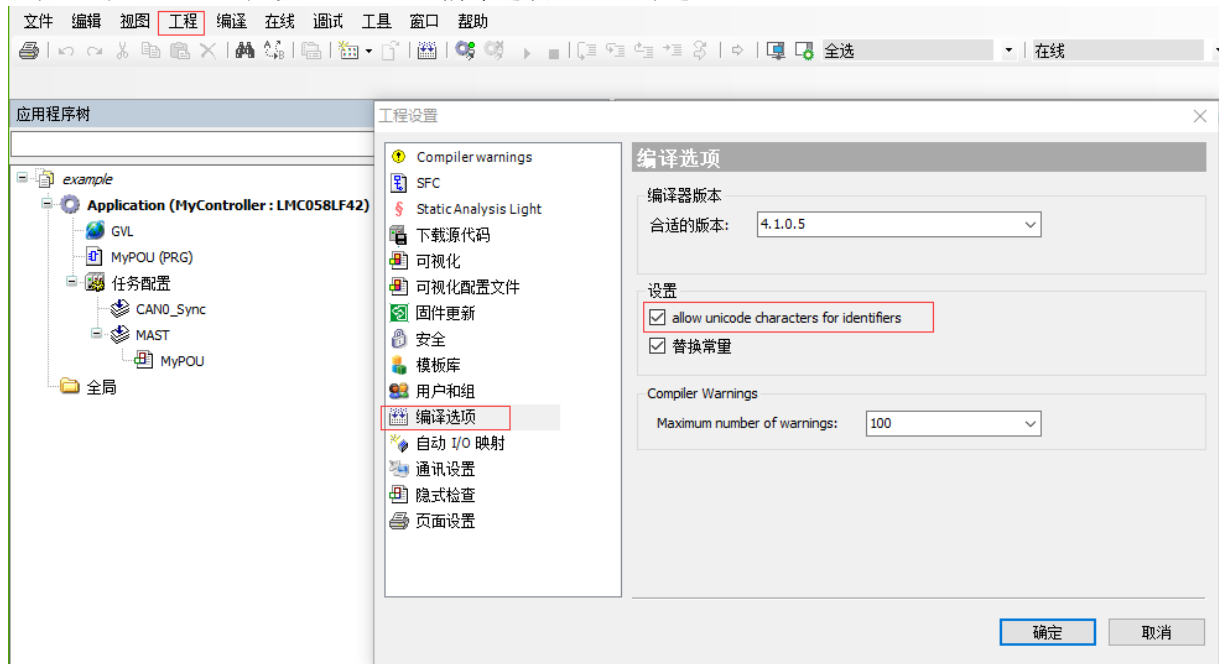 文件 编辑 视图 工程 编译 在线 调试 工具 窗口 帮助
全选 在线
应用程序树
example
Application (MyController : LMC058LF42)
GVL
MyPOU (PRG)
任务配置
CAN0_Sync
MAST
MyPOU
全局
工程设置
Compiler warnings
SFC
Static Analysis Light
下载源代码
可视化
可视化配置文件
固件更新
安全
模板库
用户和组
编译选项
自动 I/O 映射
通讯设置
隐式检查
页面设置
编译选项
编译器版本
合适的版本: 4.1.0.5
设置
allow unicode characters for identifiers
替换常量
Compiler Warnings
Maximum number of warnings: 100
确定 取消